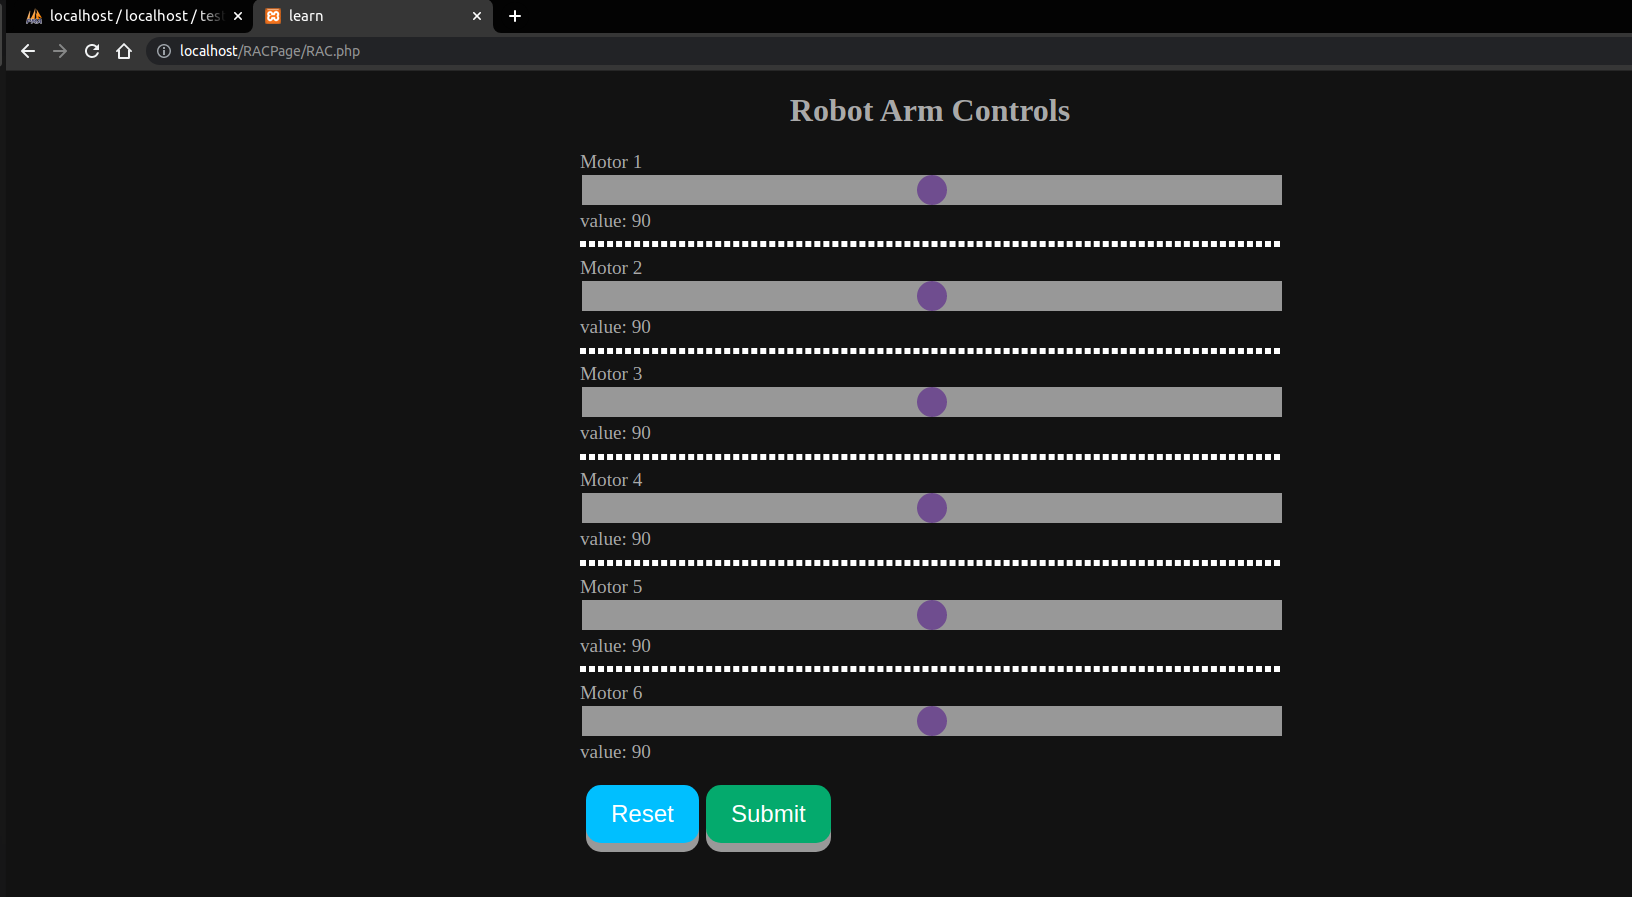 localhost / localhost / tes
learn
localhost/RACPage/RAC.php
Robot Arm Controls
Motor 1
value: 90
Motor 2
value: 90
Motor 3
value: 90
Motor 4
value: 90
Motor 5
value: 90
Motor 6
value: 90
Reset Submit